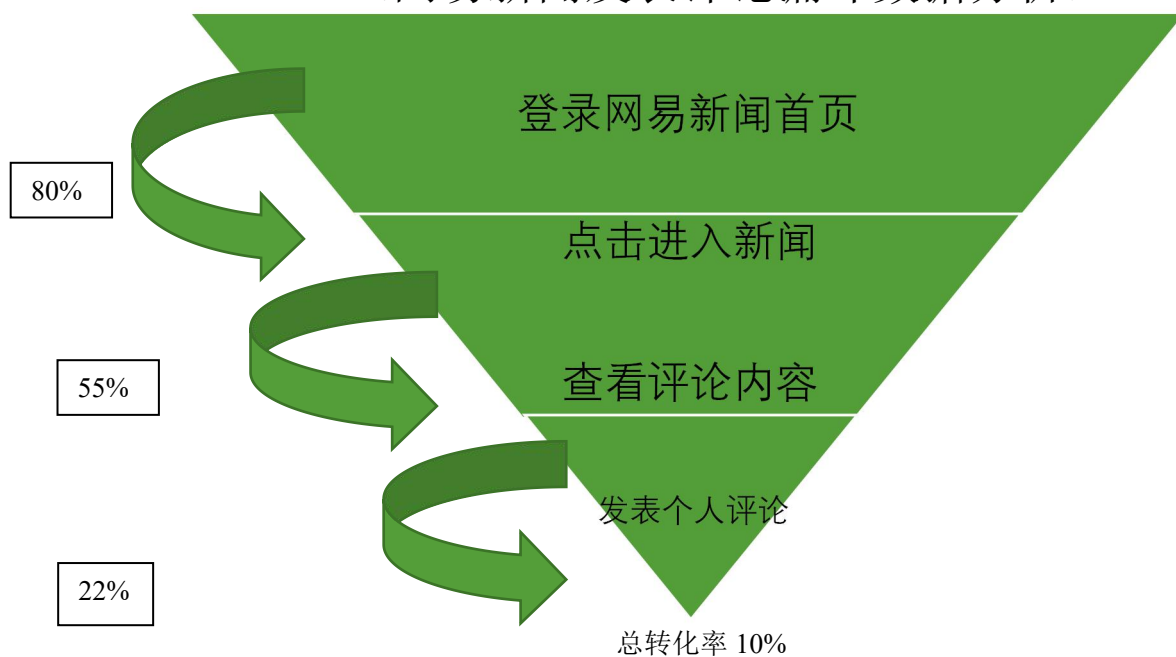 登录网易新闻首页
80%
点击进入新闻
55%
查看评论内容
发表个人评论
22%
总转化率 10%